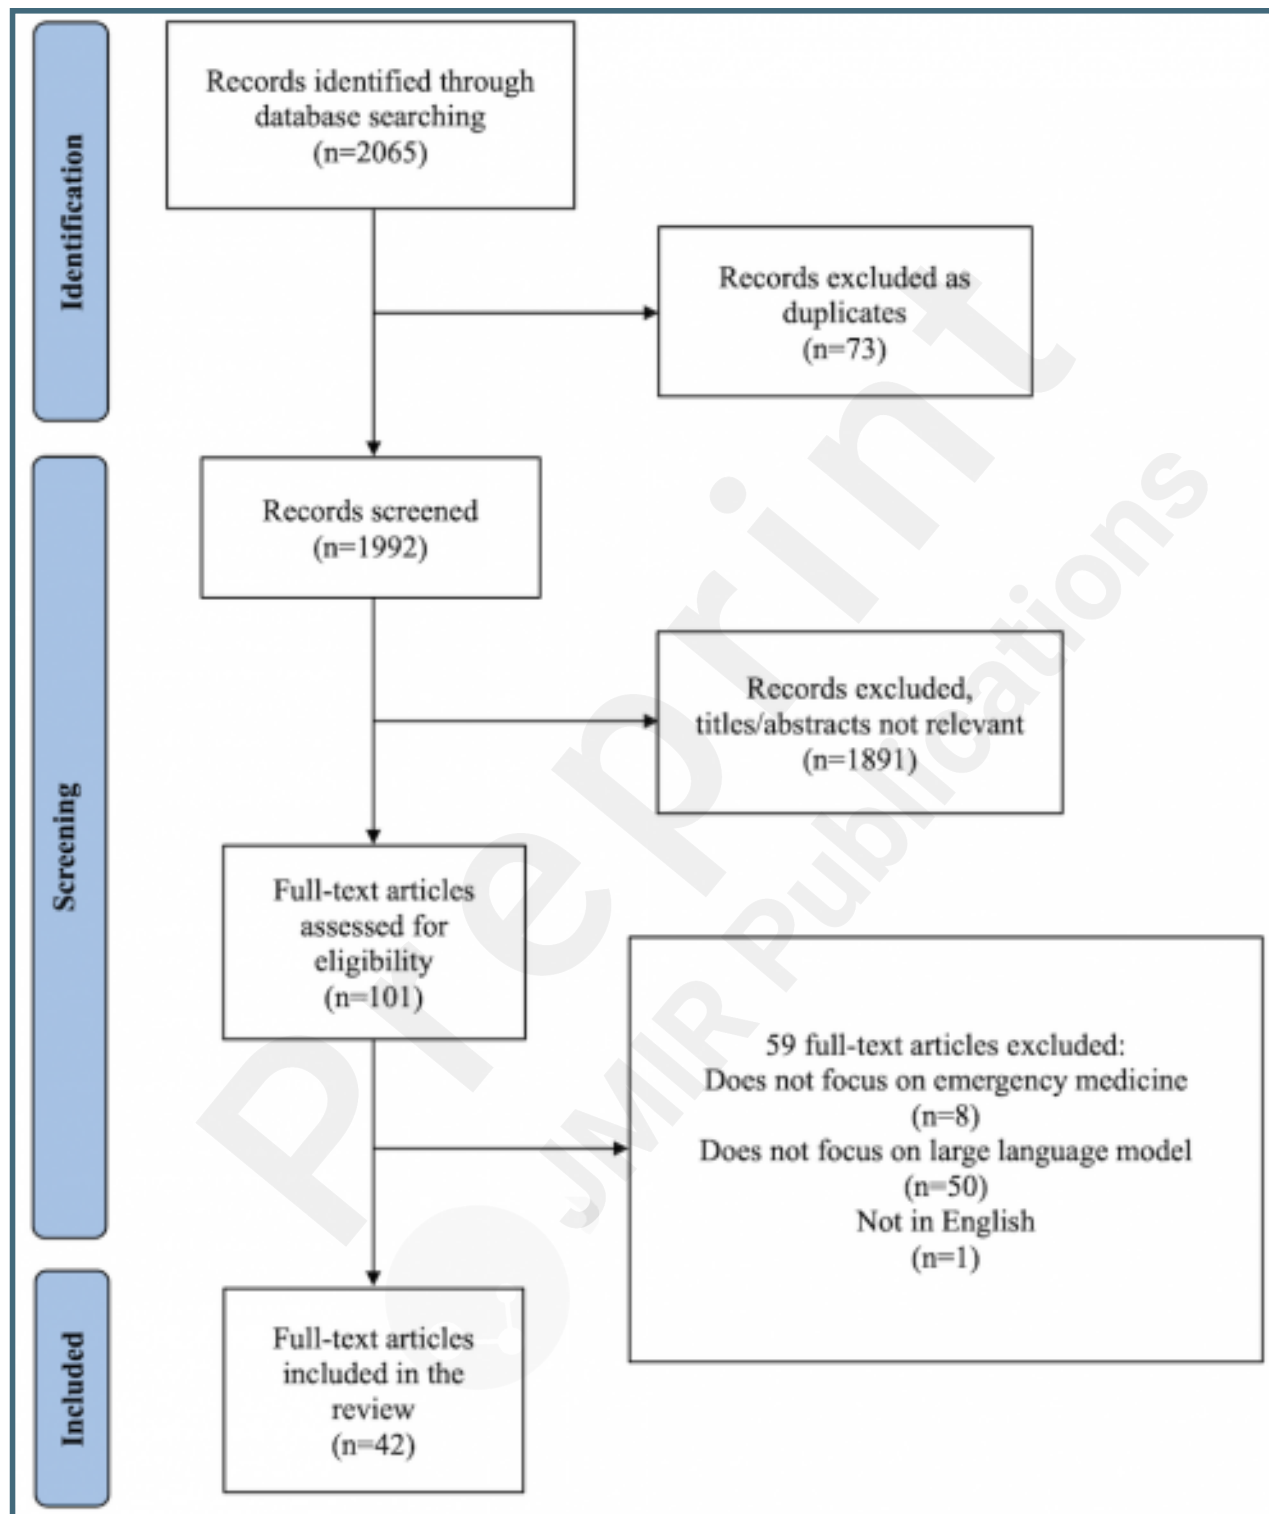 Identification
Records identified through
database searching
(n=2065)
Records excluded as
duplicates
(n=73)
Screening
Records screened
(n=1992)
Records excluded,
titles/abstracts not relevant
(n=1891)
Full-text articles
assessed for
eligibility
(n=101)
59 full-text articles excluded:
Does not focus on emergency medicine
(n=8)
Does not focus on large language model
(n=50)
Not in English
(n=1)
Included
Full-text articles
included in the
review
(n=42)
Preprint
JMIR Publications